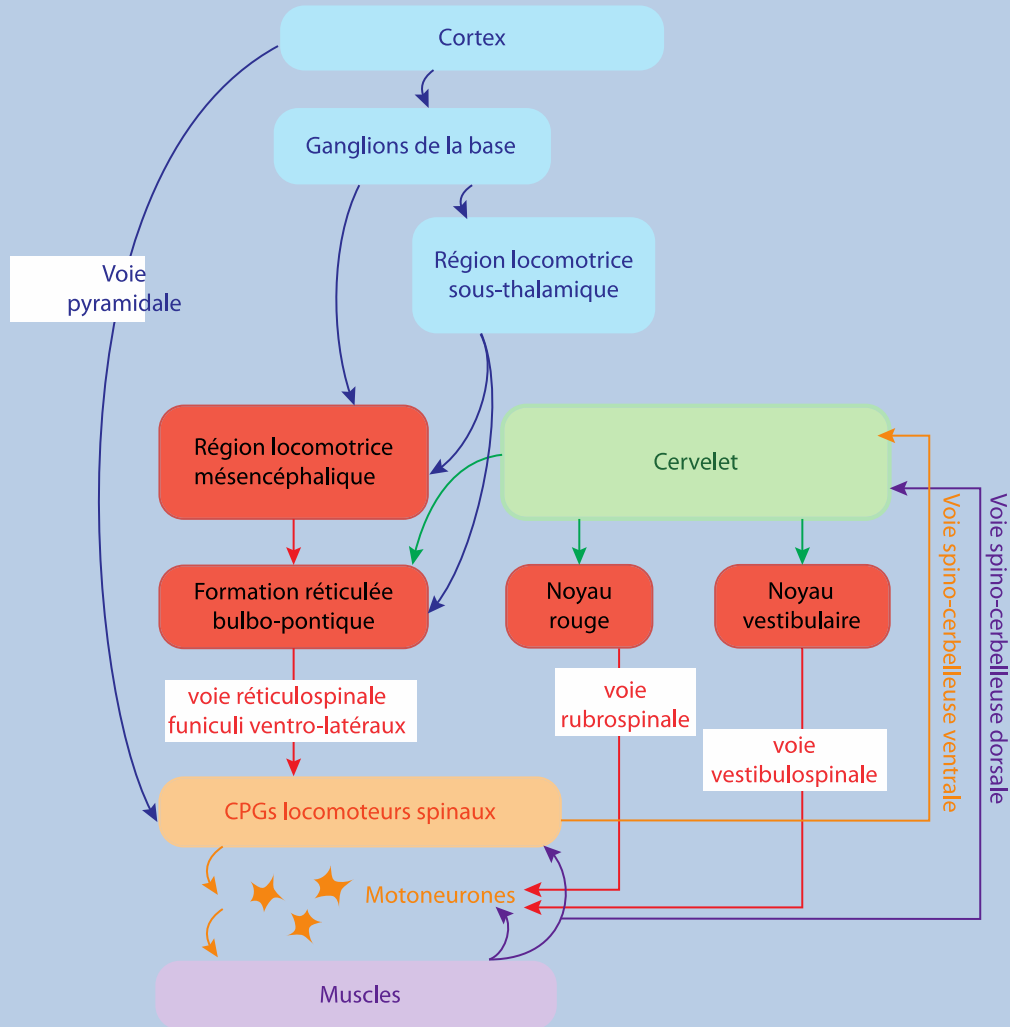 Cortex
Ganglions de la base
Région locomotrice
sous-thalamique
Voie
pyramidale
Région locomotrice
mésencéphalique
Cervelet
Formation réticulée
bulbo-pontique
Noyau
rouge
Noyau
vestibulaire
Voie spino-cerbelleuse ventrale
Voie spino-cerbelleuse dorsale
voie réticulospinale
funiculi ventro-latéraux
voie
rubrospinale
voie
vestibulospinale
CPGs locomoteurs spinaux
Motoneurones
Muscles